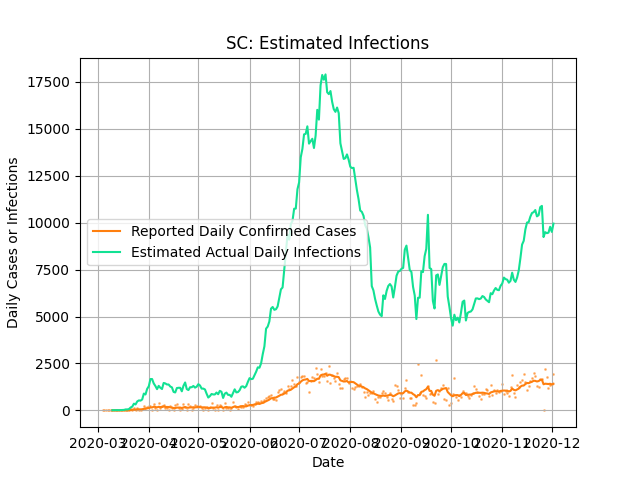 SC: Estimated Infections
17500
15000
12500
10000
7500
5000
2500
0
Daily Cases or Infections
Reported Daily Confirmed Cases
Estimated Actual Daily Infections
2020-03 2020-04 2020-05 2020-06 2020-07 2020-08 2020-09 2020-10 2020-11 2020-12
Date